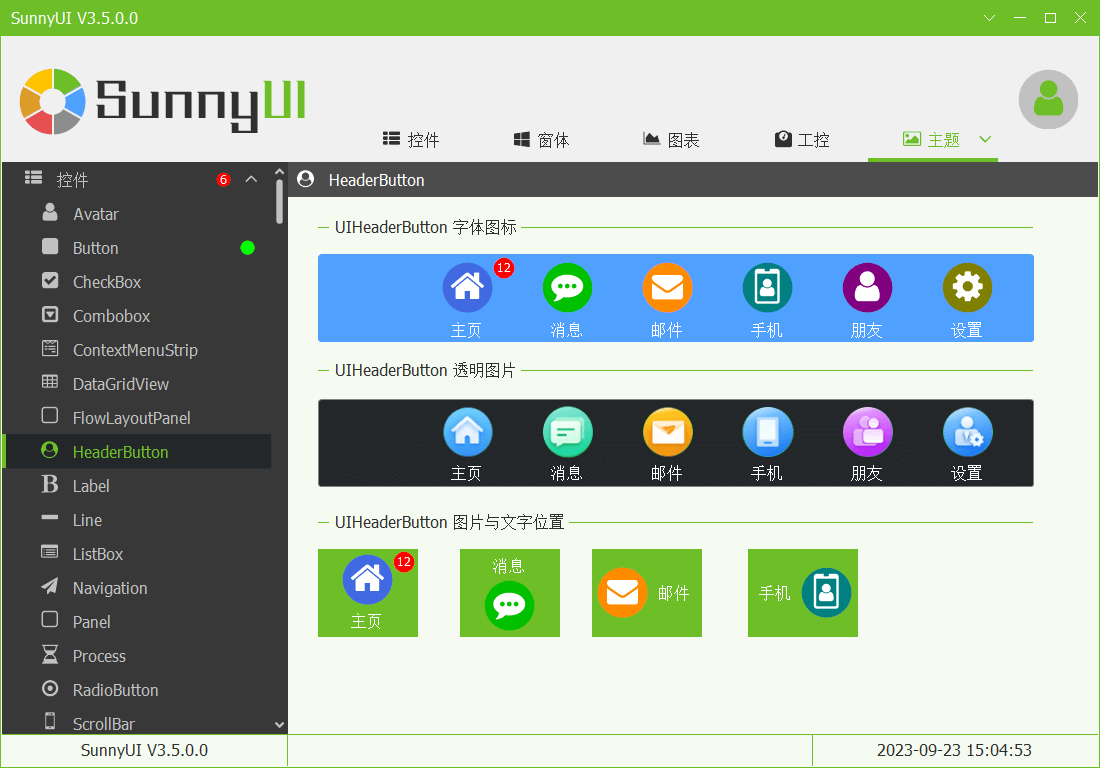 SunnyUI V3.5.0.0
SunnyUI
控件 窗体 图表 工控 主题
控件 6
Avatar
Button
CheckBox
Combobox
ContextMenuStrip
DataGridView
FlowLayoutPanel
HeaderButton
Label
Line
ListBox
Navigation
Panel
Process
RadioButton
ScrollBar
HeaderButton
UIHeaderButton 字体图标
12
主页 消息 邮件 手机 朋友 设置
UIHeaderButton 透明图片
主页 消息 邮件 手机 朋友 设置
UIHeaderButton 图片与文字位置
12
主页
消息
邮件
手机
SunnyUI V3.5.0.0
2023-09-23 15:04:53